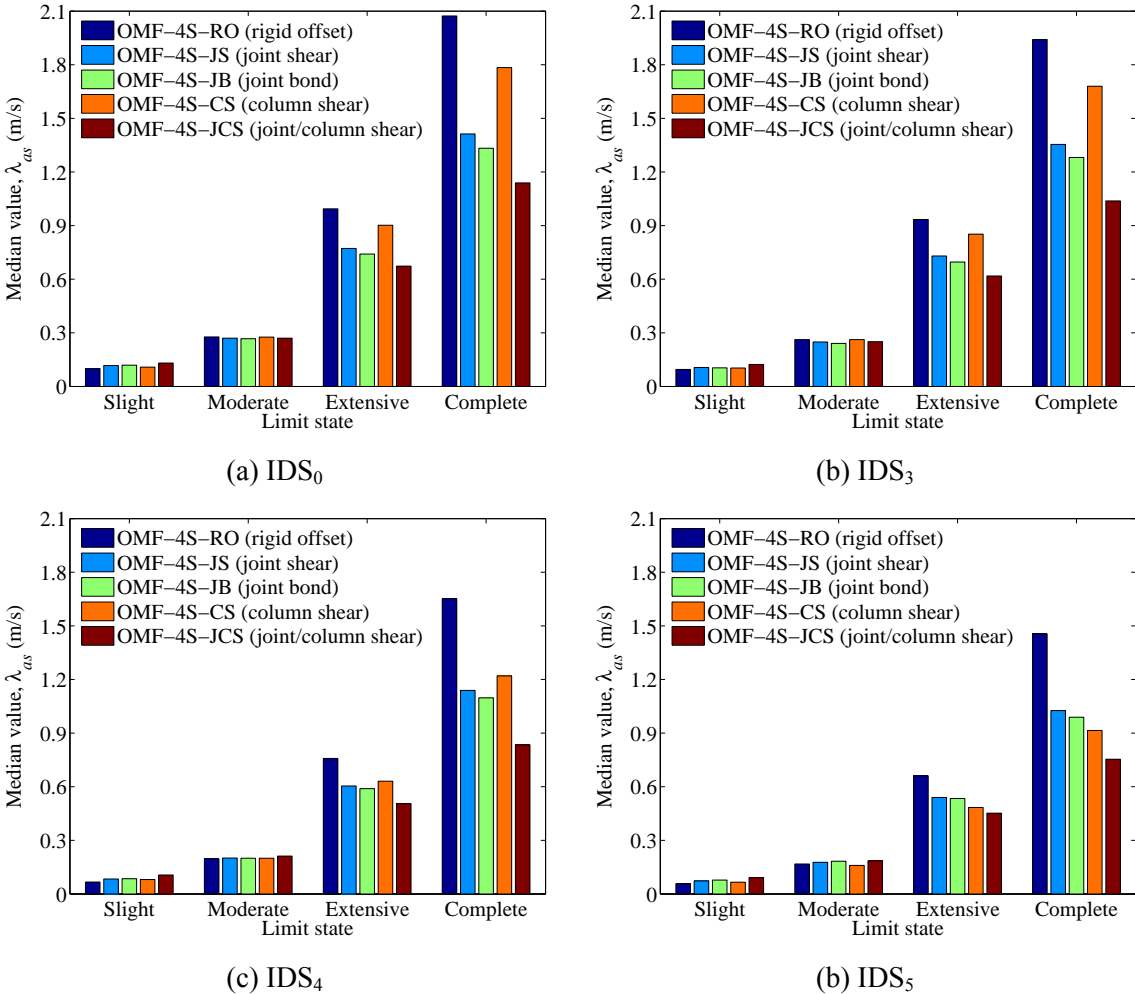 2.1
1.8
1.5
1.2
0.9
0.6
0.3
0
Median value, λas (m/s)
OMF−4S−RO (rigid offset)
OMF−4S−JS (joint shear)
OMF−4S−JB (joint bond)
OMF−4S−CS (column shear)
OMF−4S−JCS (joint/column shear)
Slight Moderate Extensive Complete
Limit state
(a) IDS0
2.1
1.8
1.5
1.2
0.9
0.6
0.3
0
Median value, λas (m/s)
OMF−4S−RO (rigid offset)
OMF−4S−JS (joint shear)
OMF−4S−JB (joint bond)
OMF−4S−CS (column shear)
OMF−4S−JCS (joint/column shear)
Slight Moderate Extensive Complete
Limit state
(b) IDS3
2.1
1.8
1.5
1.2
0.9
0.6
0.3
0
Median value, λas (m/s)
OMF−4S−RO (rigid offset)
OMF−4S−JS (joint shear)
OMF−4S−JB (joint bond)
OMF−4S−CS (column shear)
OMF−4S−JCS (joint/column shear)
Slight Moderate Extensive Complete
Limit state
(c) IDS4
2.1
1.8
1.5
1.2
0.9
0.6
0.3
0
Median value, λas (m/s)
OMF−4S−RO (rigid offset)
OMF−4S−JS (joint shear)
OMF−4S−JB (joint bond)
OMF−4S−CS (column shear)
OMF−4S−JCS (joint/column shear)
Slight Moderate Extensive Complete
Limit state
(b) IDS5